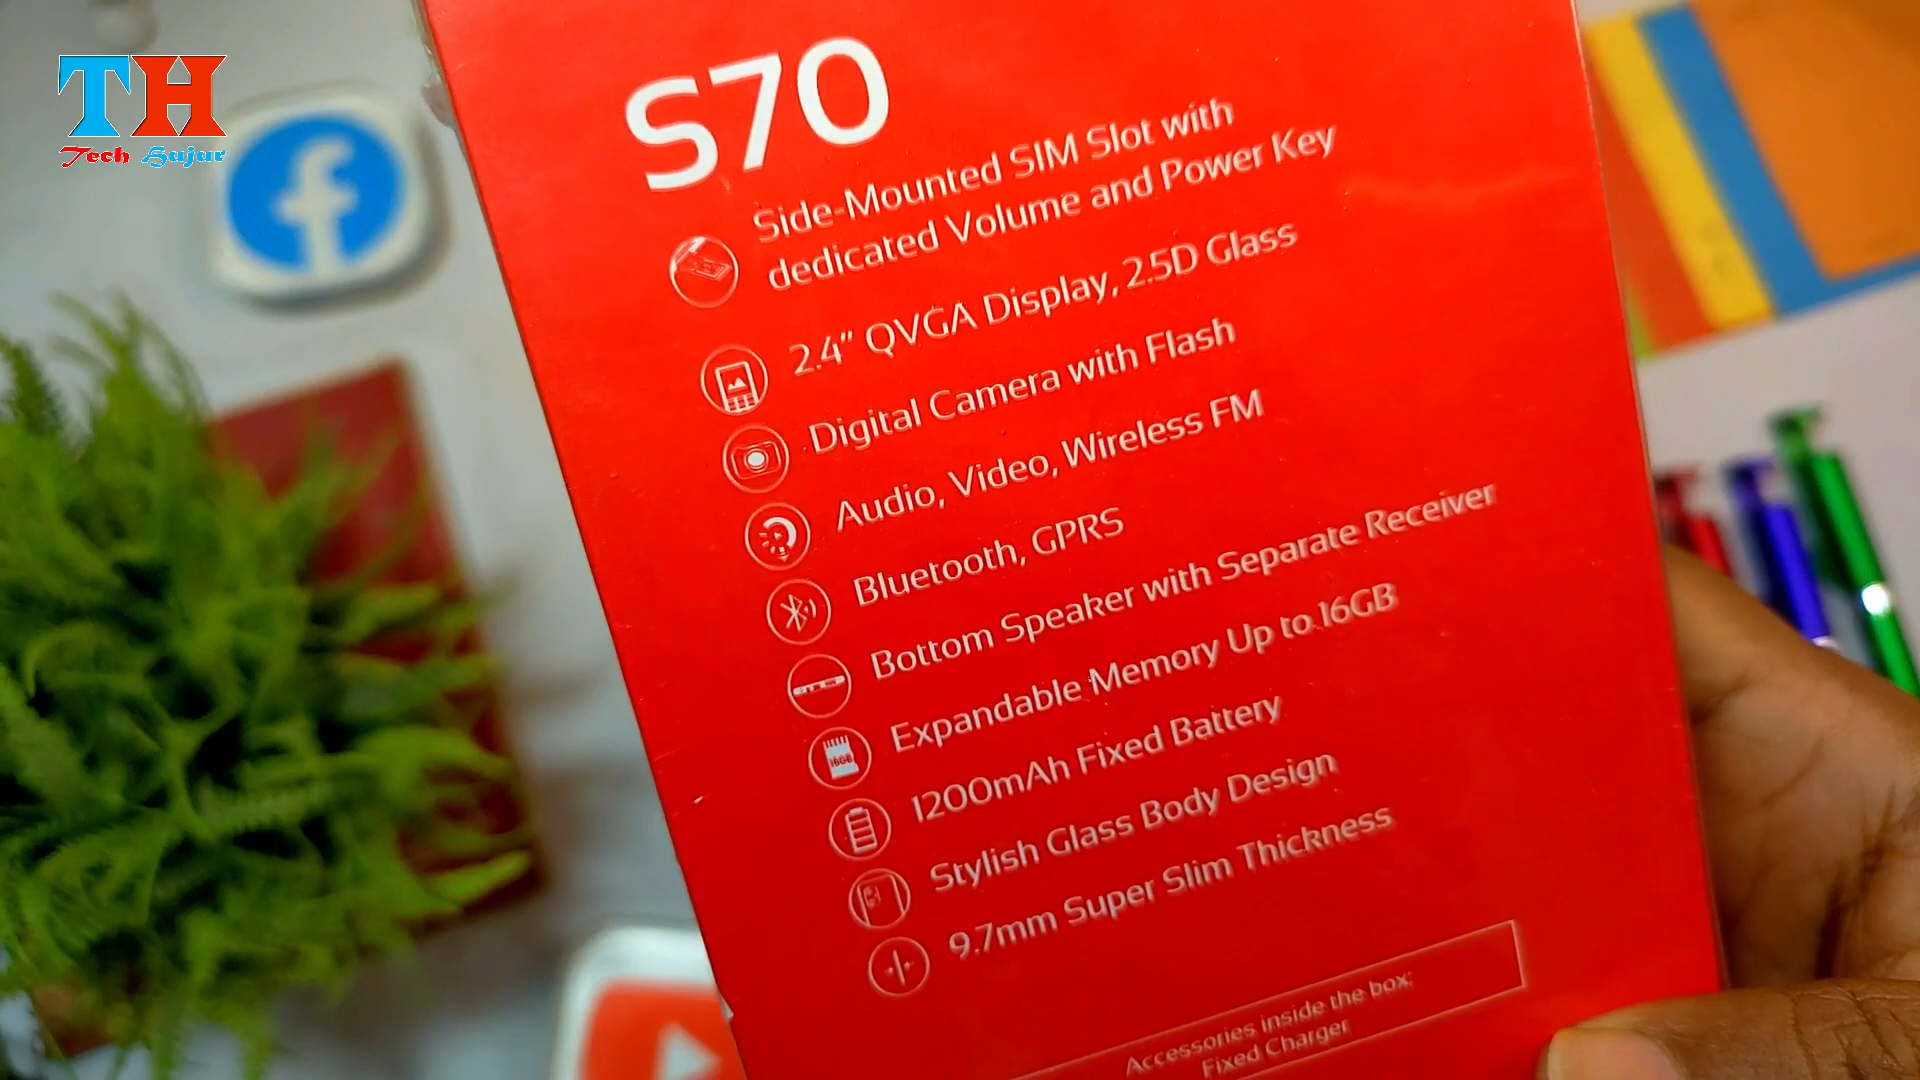 TH
Tech Hujur
S70
Side-Mounted SIM Slot with
dedicated Volume and Power Key
2.4” QVGA Display, 2.5D Glass
Digital Camera with Flash
Audio, Video, Wireless FM
Bluetooth, GPRS
Bottom Speaker with Separate Receiver
16GB
Expandable Memory Up to 16GB
1200mAh Fixed Battery
Stylish Glass Body Design
9.7mm Super Slim Thickness
Accessories inside the box:
Fixed Charger